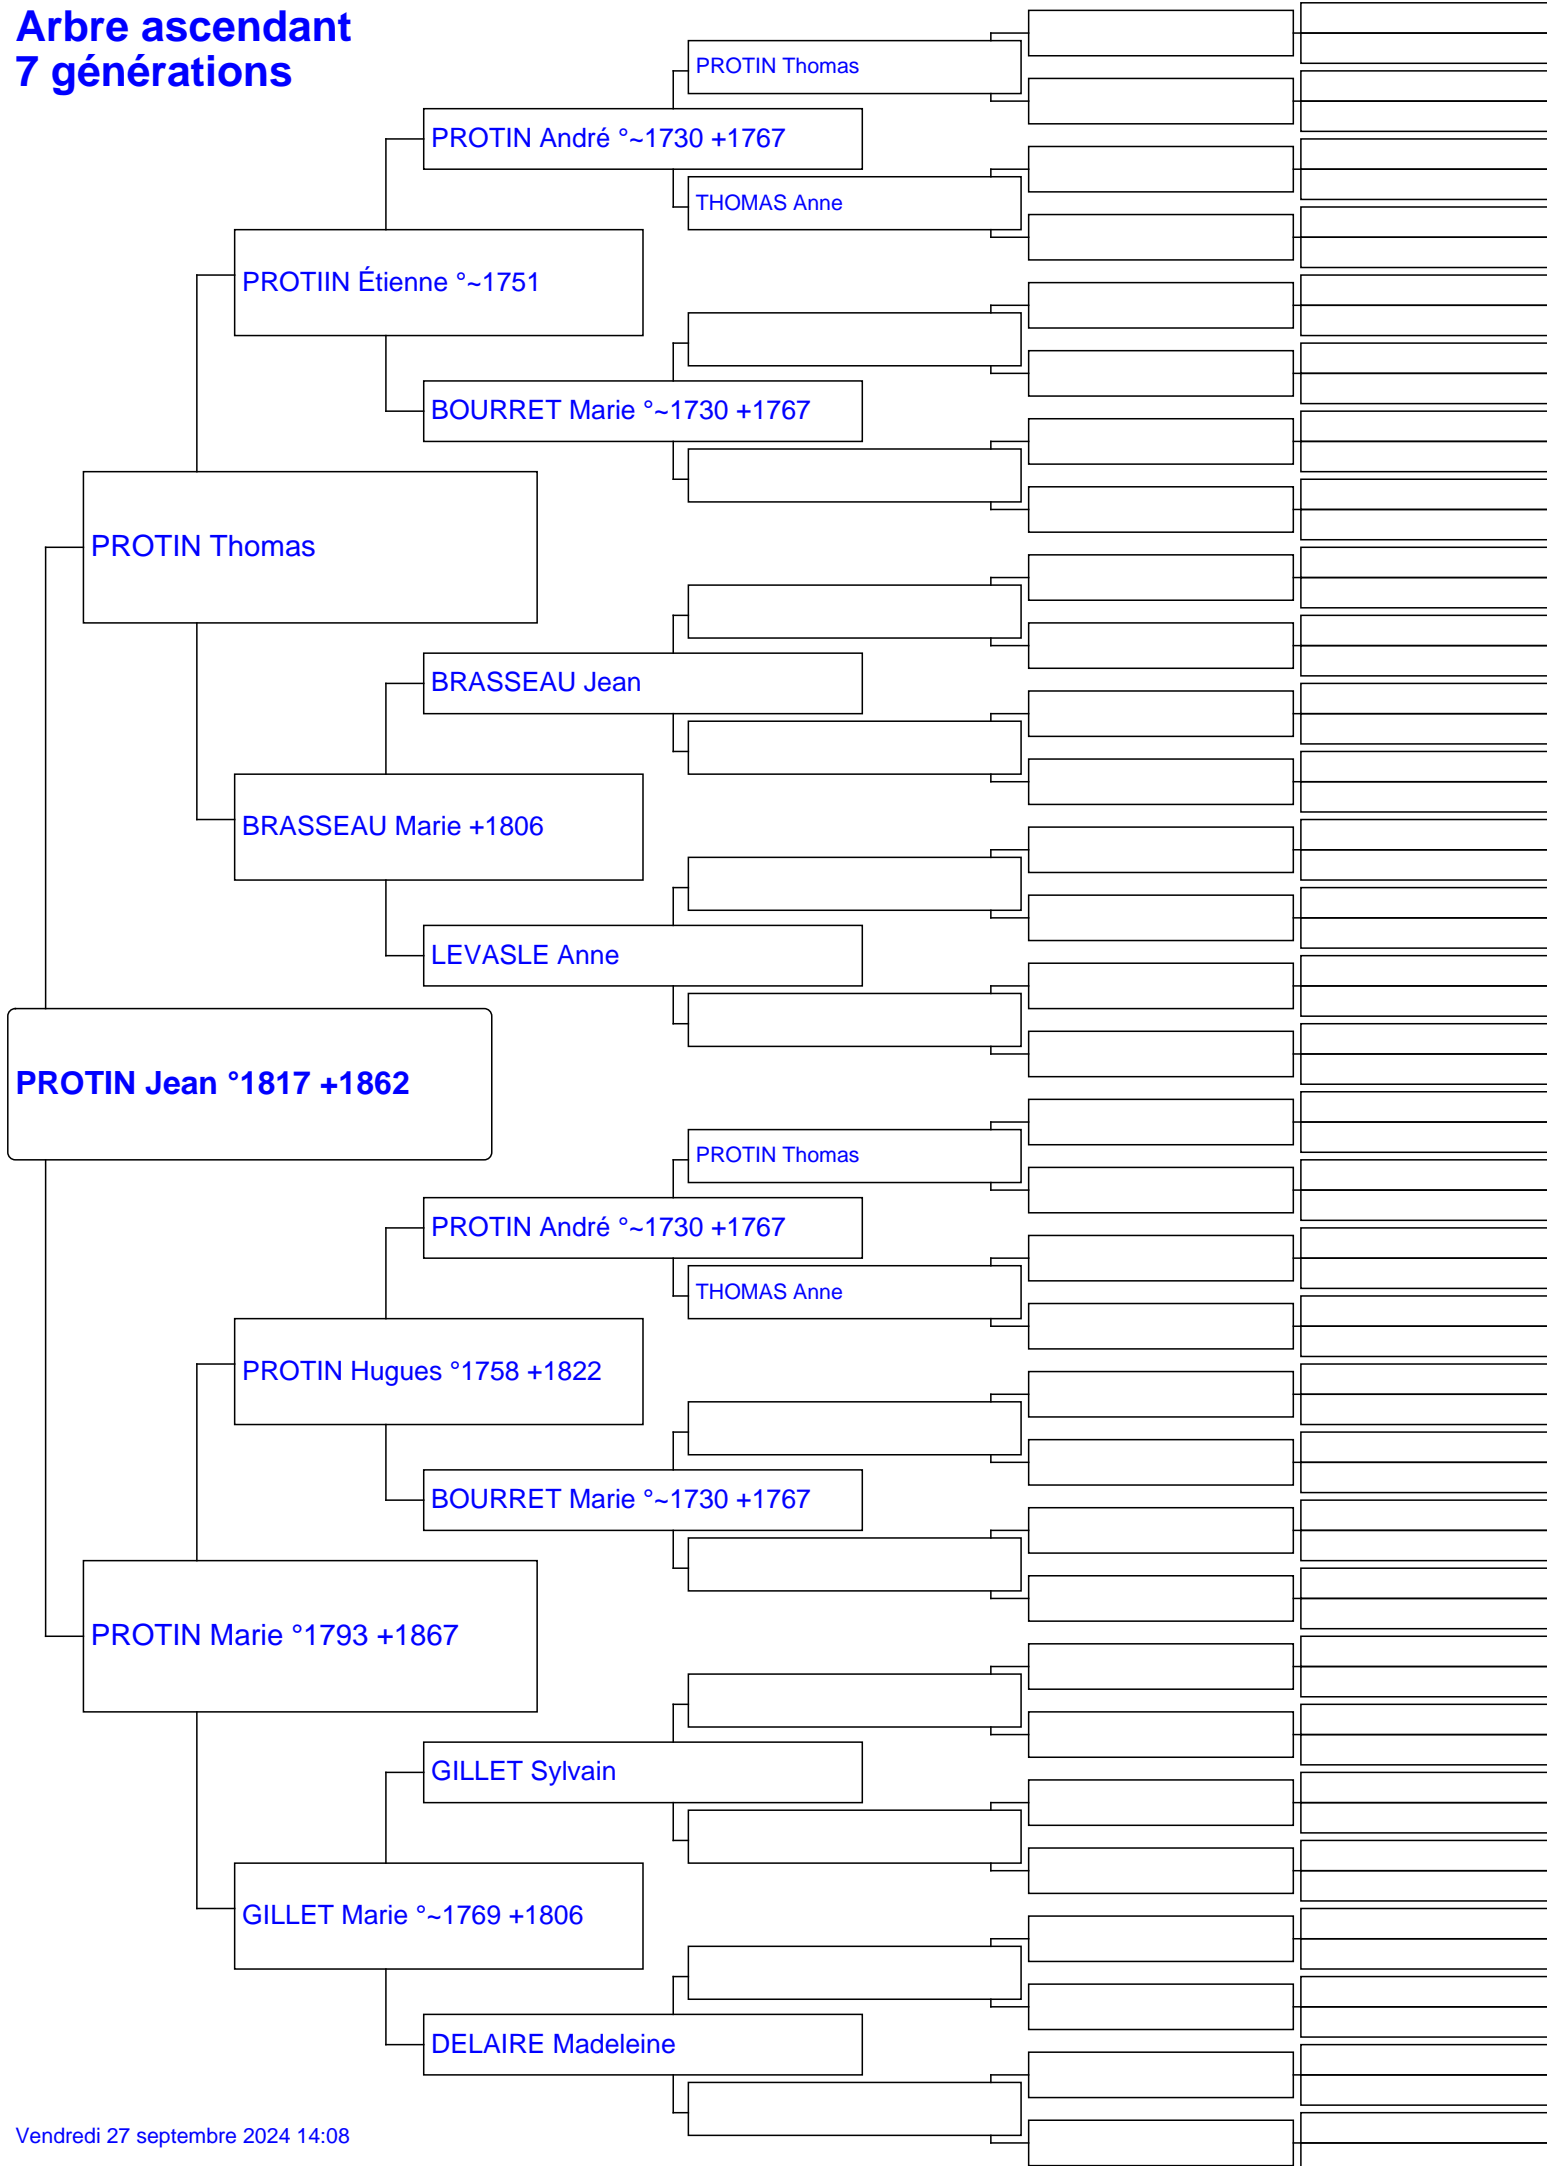 Arbre ascendant
7 générations
PROTIN Thomas
PROTIN André °~1730 +1767
THOMAS Anne
PROTIIN Étienne °~1751
BOURRET Marie °~1730 +1767
PROTIN Thomas
BRASSEAU Jean
BRASSEAU Marie +1806
LEVASLE Anne
PROTIN Jean °1817 +1862
PROTIN Thomas
PROTIN André °~1730 +1767
THOMAS Anne
PROTIN Hugues °1758 +1822
BOURRET Marie °~1730 +1767
PROTIN Marie °1793 +1867
GILLET Sylvain
GILLET Marie °~1769 +1806
DELAIRE Madeleine
Vendredi 27 septembre 2024 14:08